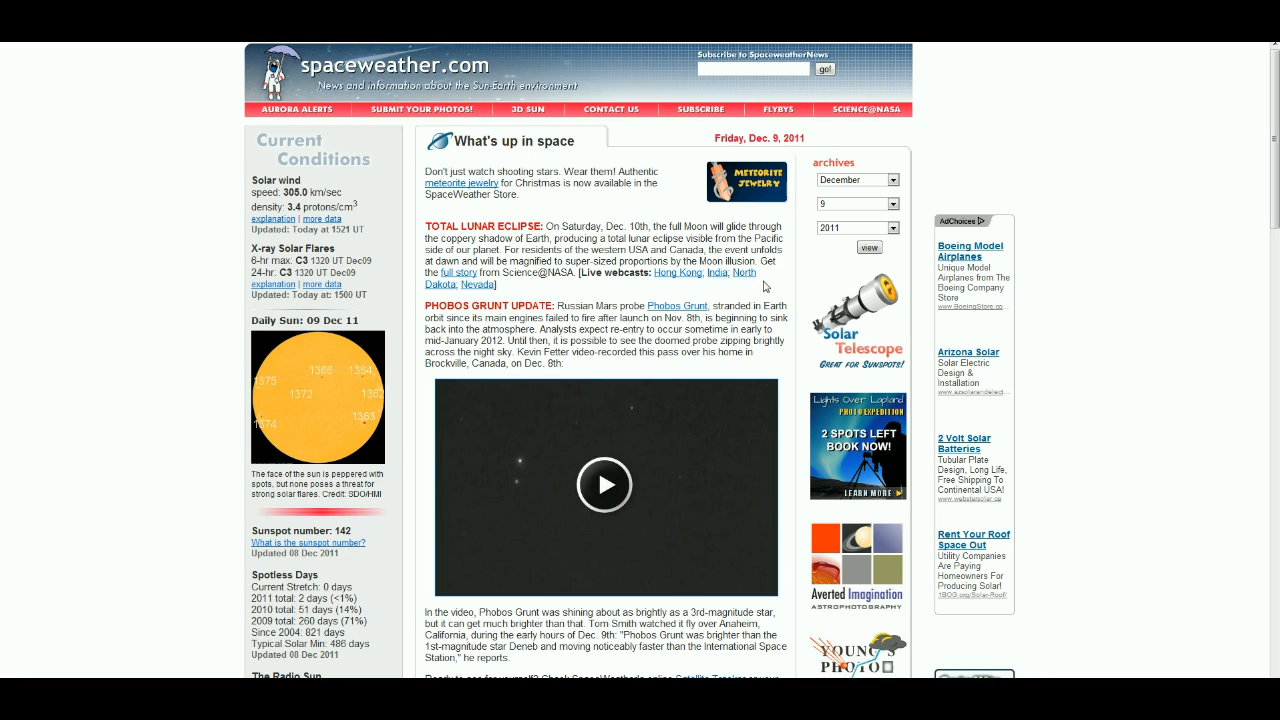 spaceweather.com
News and information about the Sun-Earth environment
Subscribe to SpaceweatherNews
go!
AURORA ALERTS
SUBMIT YOUR PHOTOS!
3D SUN
CONTACT US
SUBSCRIBE
FLYBYS
SCIENCE@NASA
Current
Conditions
Solar wind
speed: 305.0 km/sec
density: 3.4 protons/cm3
explanation | more data
Updated: Today at 1521 UT
X-ray Solar Flares
6-hr max: C3 1320 UT Dec09
24-hr: C3 1320 UT Dec09
explanation | more data
Updated: Today at: 1500 UT
Daily Sun: 09 Dec 11
1375
1366
1364
1372
1362
1374
1363
The face of the sun is peppered with
spots, but none poses a threat for
strong solar flares. Credit: SDO/HMI
Sunspot number: 142
What is the sunspot number?
Updated 08 Dec 2011
Spotless Days
Current Stretch: 0 days
2011 total: 2 days (<1%)
2010 total: 51 days (14%)
2009 total: 260 days (71%)
Since 2004: 821 days
Typical Solar Min: 486 days
Updated 08 Dec 2011
The Radio Sun
What's up in space
Friday, Dec. 9, 2011
Don't just watch shooting stars. Wear them! Authentic
meteorite jewelry for Christmas is now available in the
SpaceWeather Store.
METEORITE
JEWELRY
TOTAL LUNAR ECLIPSE: On Saturday, Dec. 10th, the full Moon will glide through
the coppery shadow of Earth, producing a total lunar eclipse visible from the Pacific
side of our planet. For residents of the western USA and Canada, the event unfolds
at dawn and will be magnified to super-sized proportions by the Moon illusion. Get
the full story from Science@NASA. [Live webcasts: Hong Kong; India; North
Dakota; Nevada]
PHOBOS GRUNT UPDATE: Russian Mars probe Phobos Grunt, stranded in Earth
orbit since its main engines failed to fire after launch on Nov. 8th, is beginning to sink
back into the atmosphere. Analysts expect re-entry to occur sometime in early to
mid-January 2012. Until then, it is possible to see the doomed probe zipping brightly
across the night sky. Kevin Fetter video-recorded this pass over his home in
Brockville, Canada, on Dec. 8th:
In the video, Phobos Grunt was shining about as brightly as a 3rd-magnitude star,
but it can get much brighter than that. Tom Smith watched it fly over Anaheim,
California, during the early hours of Dec. 9th: "Phobos Grunt was brighter than the
1st-magnitude star Deneb and moving noticeably faster than the International Space
Station," he reports.
archives
December
9
2011
view
Solar
Telescope
GREAT FOR SUNSPOTS!
Lights Over Lapland
PHOTO EXPEDITION
2 SPOTS LEFT
BOOK NOW!
LEARN MORE
Averted Imagination
ASTROPHOTOGRAPHY
YOUNG'S
PHOTO
AdChoices
Boeing Model
Airplanes
Unique Model
Airplanes From The
Boeing Company
Store
www.BoeingStore.co...
Arizona Solar
Solar Electric
Design &
Installation
2 Volt Solar
Batteries
Tubular Plate
Design, Long Life,
Free Shipping To
Continental USA!
www.webstersolar.ca
Rent Your Roof
Space Out
Utility Companies
Are Paying
Homeowners For
Producing Solar!
1BOG.org/Solar-Roof/